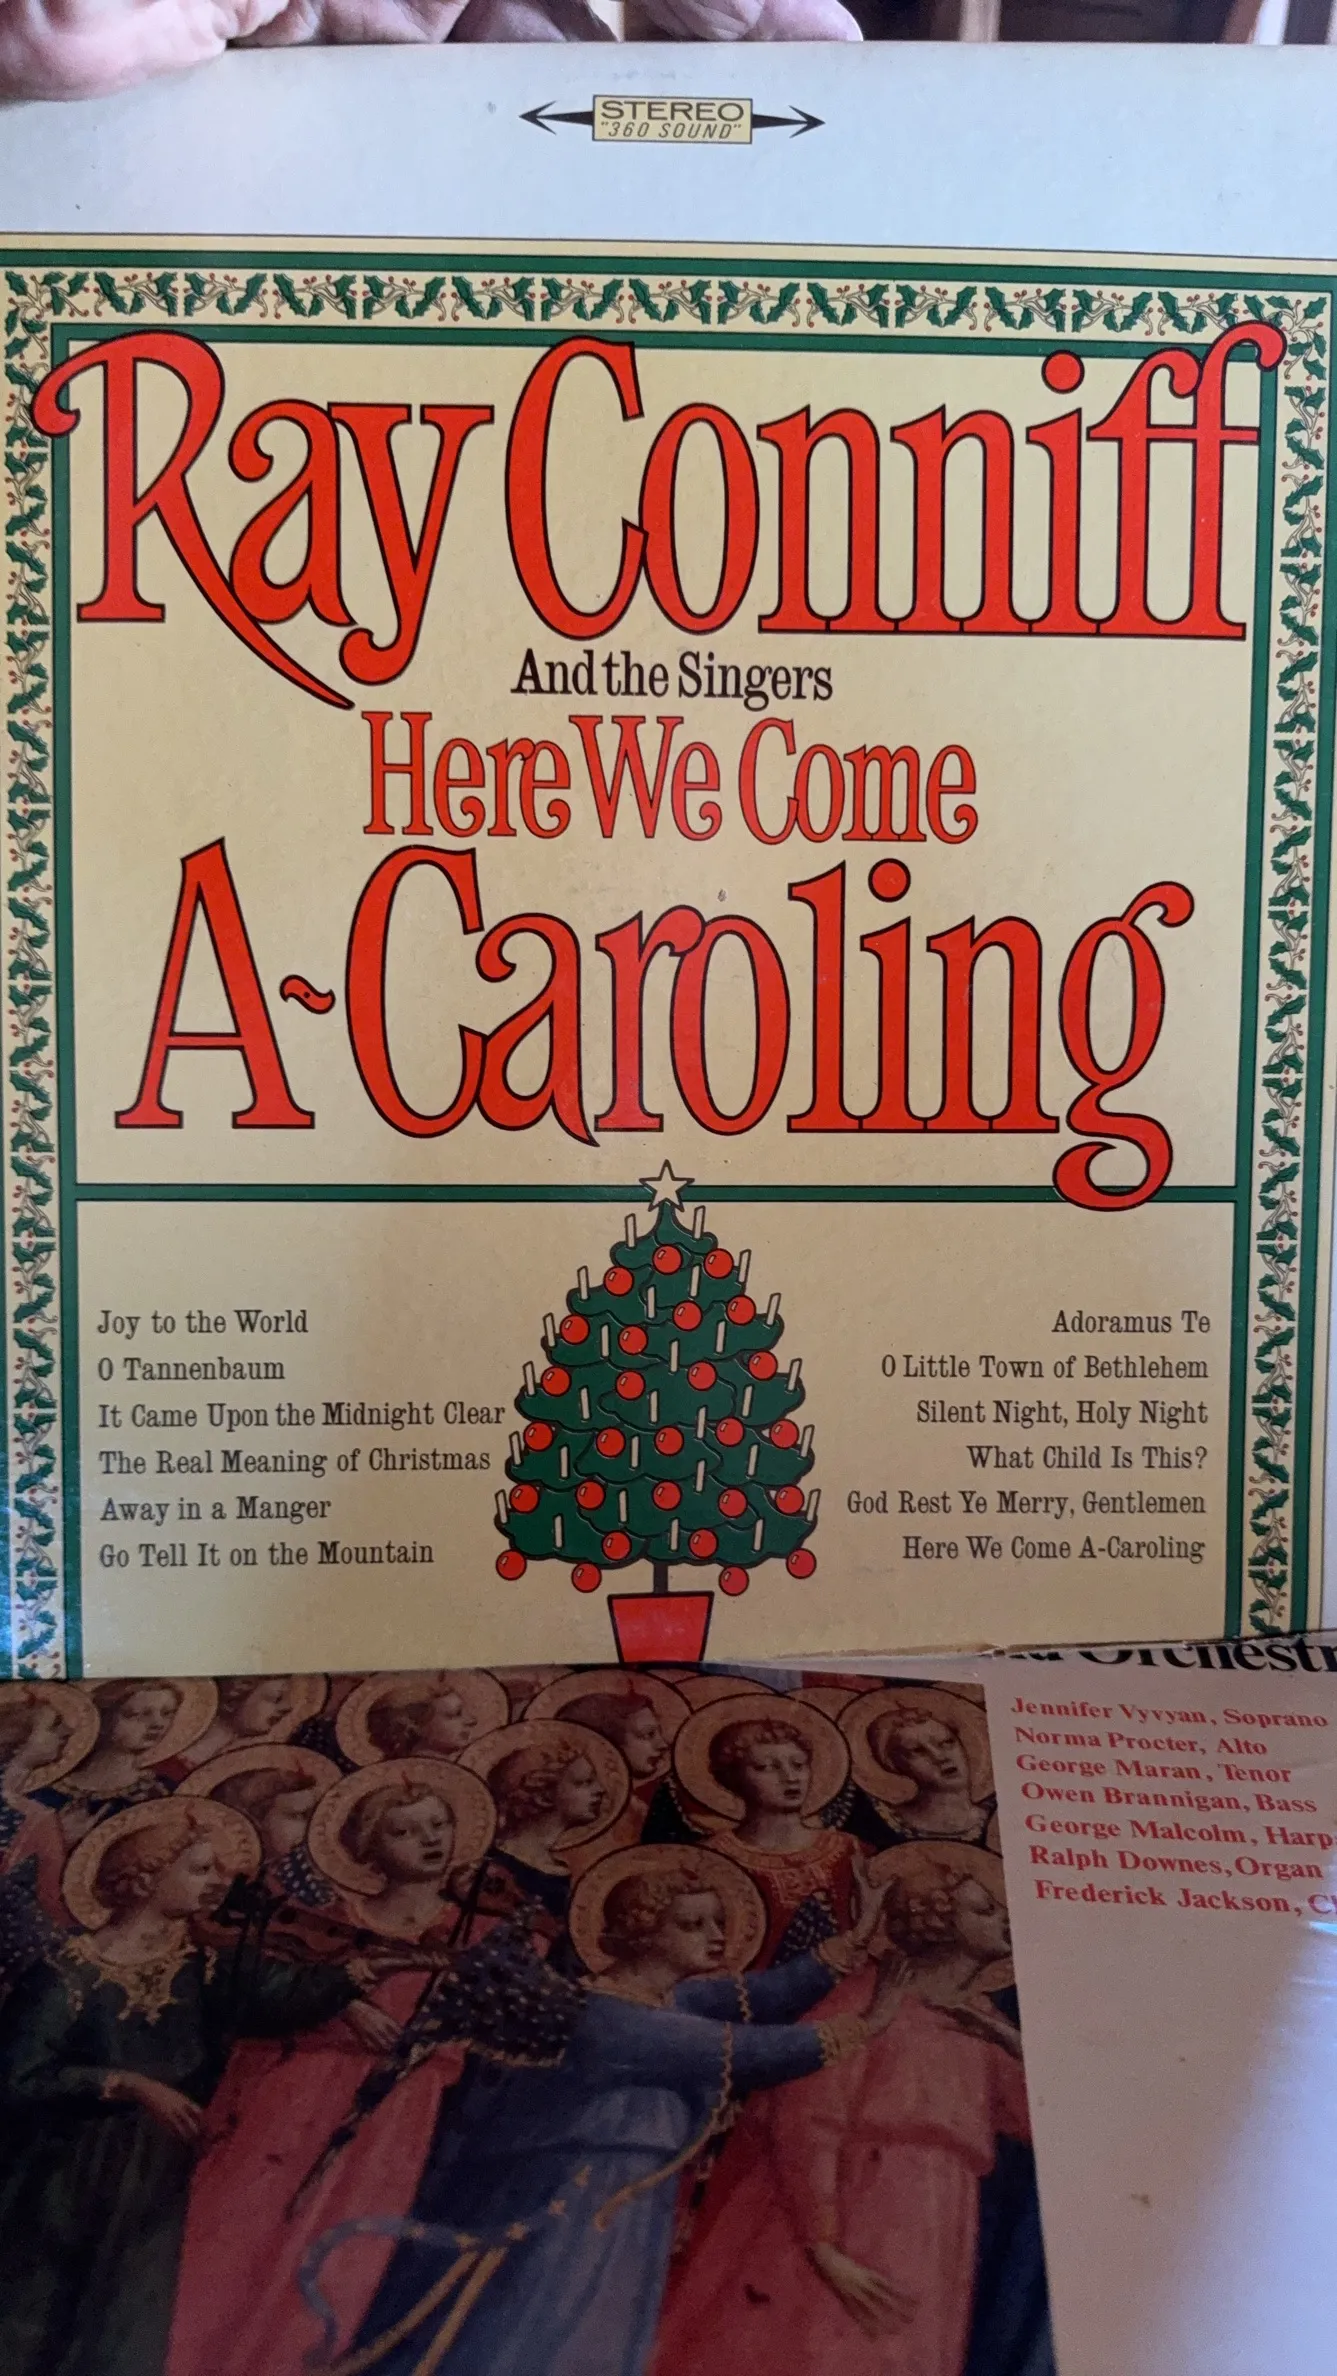 STEREO
"360 SOUND"
Ray Conniff
And the Singers
Here We Come
A-Caroling
Joy to the World
O Tannenbaum
It Came Upon the Midnight Clear
The Real Meaning of Christmas
Away in a Manger
Go Tell It on the Mountain
Adoramus Te
O Little Town of Bethlehem
Silent Night, Holy Night
What Child Is This?
God Rest Ye Merry, Gentlemen
Here We Come A-Caroling
Jennifer Vyvyan, Soprano
Norma Procter, Alto
George Maran, Tenor
Owen Brannigan, Bass
George Malcolm, Harp
Ralph Downes, Organ
Frederick Jackson,